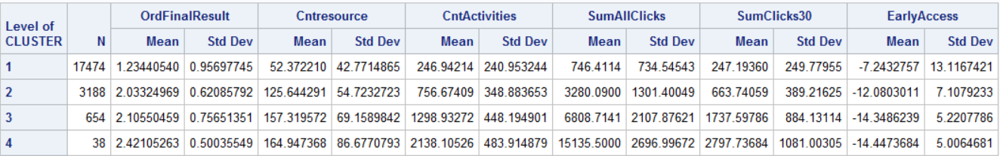 Level of CLUSTER N OrdFinalResult Cntresource CntActivities SumAllClicks SumClicks30 EarlyAccess
Mean Std Dev Mean Std Dev Mean Std Dev Mean Std Dev Mean Std Dev Mean Std Dev
1 17474 1.23440540 0.95697745 52.372210 42.7714865 246.94214 240.953244 746.4114 734.54543 247.19360 249.77955 -7.2432757 13.1167421
2 3188 2.03324969 0.62085792 125.644291 54.7232723 756.67409 348.883653 3280.0900 1301.40049 663.74059 389.21625 -12.0803011 7.1079233
3 654 2.10550459 0.75651351 157.319572 69.1589842 1298.93272 448.194901 6808.7141 2107.87621 1737.59786 884.13114 -14.3486239 5.2207786
4 38 2.42105263 0.50035549 164.947368 86.6770793 2138.10526 483.914879 15135.5000 2696.99672 2797.73684 1081.00305 -14.4473684 5.0064681